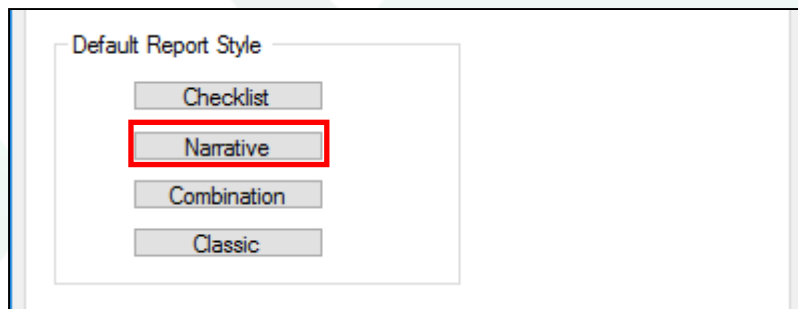 Default Report Style
Checklist
Narrative
Combination
Classic